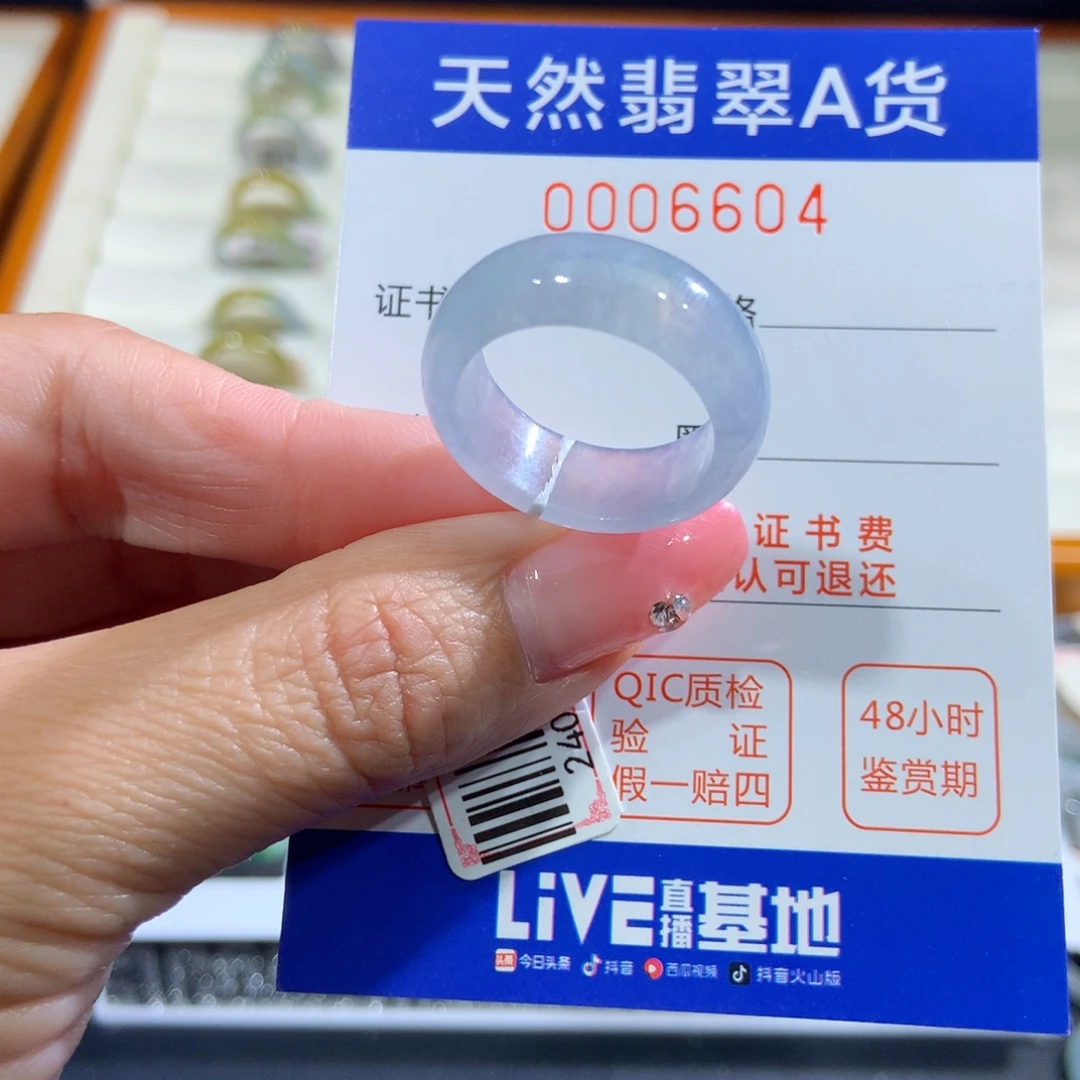 天然翡翠A货
0006604
证书
证书费
认可退还
QIC质检
验 证
假一赔四
48小时
鉴赏期
240
LiVE直播基地
头条 今日头条 抖音 西瓜视频 抖音火山版